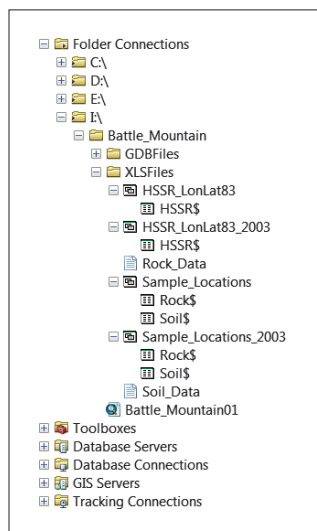 Folder Connections
C:\
D:\
E:\
I:\
Battle_Mountain
GDBFiles
XLSFiles
HSSR_LonLat83
HSSR$
HSSR_LonLat83_2003
HSSR$
Rock_Data
Sample_Locations
Rock$
Soil$
Sample_Locations_2003
Rock$
Soil$
Soil_Data
Battle_Mountain01
Toolboxes
Database Servers
Database Connections
GIS Servers
Tracking Connections